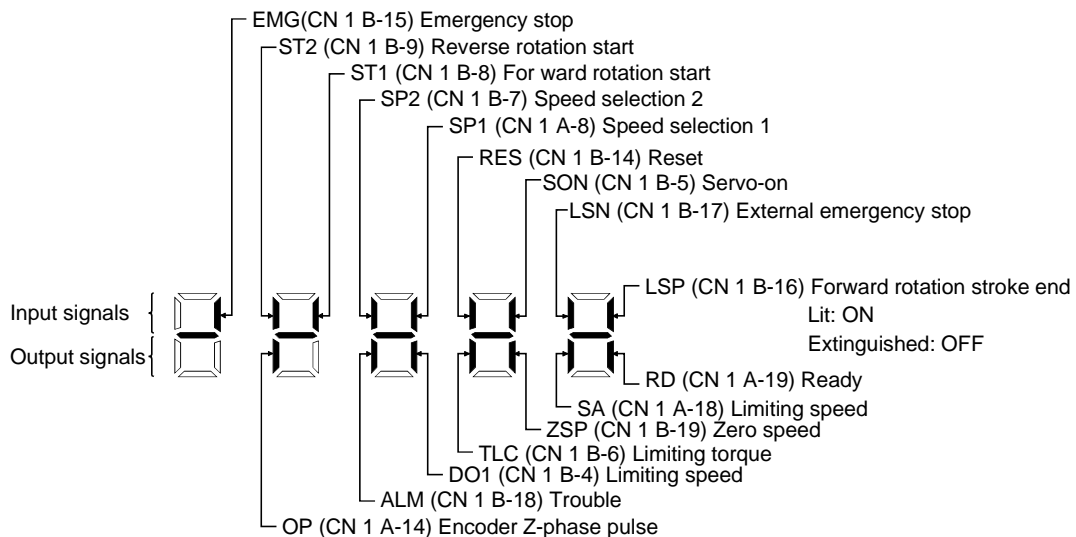 EMG(CN 1 B-15) Emergency stop
ST2 (CN 1 B-9) Reverse rotation start
ST1 (CN 1 B-8) For ward rotation start
SP2 (CN 1 B-7) Speed selection 2
SP1 (CN 1 A-8) Speed selection 1
RES (CN 1 B-14) Reset
SON (CN 1 B-5) Servo-on
LSN (CN 1 B-17) External emergency stop
LSP (CN 1 B-16) Forward rotation stroke end
Input signals
Lit: ON
Extinguished: OFF
Output signals
RD (CN 1 A-19) Ready
SA (CN 1 A-18) Limiting speed
ZSP (CN 1 B-19) Zero speed
TLC (CN 1 B-6) Limiting torque
DO1 (CN 1 B-4) Limiting speed
ALM (CN 1 B-18) Trouble
OP (CN 1 A-14) Encoder Z-phase pulse